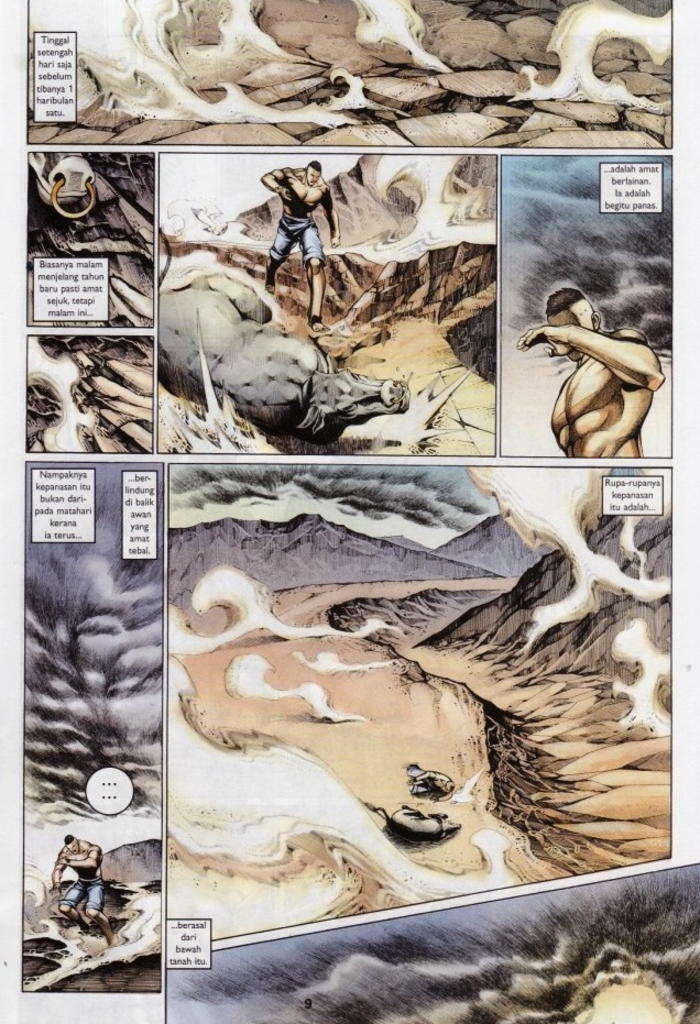 Tinggal
setengah
hari saja
sebelum
tibanya 1
haribulan
satu.
Biasanya malam
menjelang tahun
baru pasti amat
sejuk, tetapi
malam ini...
...adalah amat
berlainan.
Ia adalah
begitu panas.
Nampaknya
kepanasan itu
bukan dari-
pada matahari
kerana
ia terus...
...ber-
lindung
di balik
awan
yang
amat
tebal.
...
...
Rupa-rupanya
kepanasan
itu adalah...
...berasal
dari
bawah
tanah itu.
9